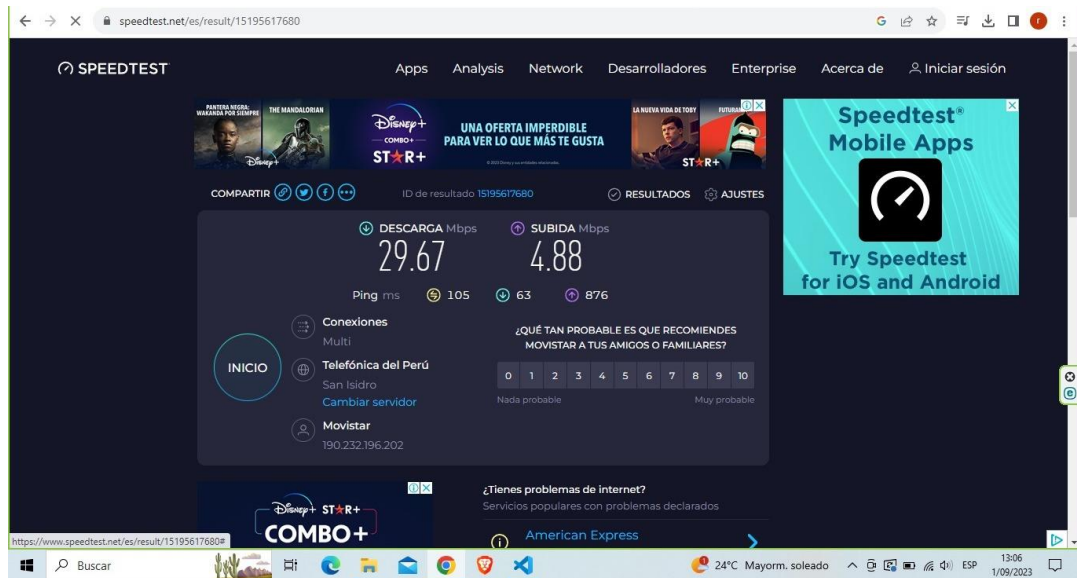 speedtest.net/es/result/15195617680
SPEEDTEST
Apps Analysis Network Desarrolladores Enterprise Acerca de Iniciar sesión
PANTERA NEGRA: WAKANDA POR SIEMPRE
THE MANDALORIAN
Disney+
Disney+
COMBO+
STAR+
UNA OFERTA IMPERDIBLE
PARA VER LO QUE MÁS TE GUSTA
LA NUEVA VIDA DE TOBY
STAR+
Speedtest®
Mobile Apps
Try Speedtest
for iOS and Android
COMPARTIR
ID de resultado 15195617680
RESULTADOS AJUSTES
DESCARGA Mbps
29.67
SUBIDA Mbps
4.88
Ping ms 105 63 876
INICIO
Conexiones
Multi
Telefónica del Perú
San Isidro
Cambiar servidor
Movistar
190.232.196.202
¿QUÉ TAN PROBABLE ES QUE RECOMIENDES
MOVISTAR A TUS AMIGOS O FAMILIARES?
0 1 2 3 4 5 6 7 8 9 10
Nada probable Muy probable
Disney+ STAR+
COMBO+
¿Tienes problemas de internet?
Servicios populares con problemas declarados
American Express
https://www.speedtest.net/es/result/15195617680#
Buscar
24°C Mayorm. soleado
ESP
13:06
1/09/2023